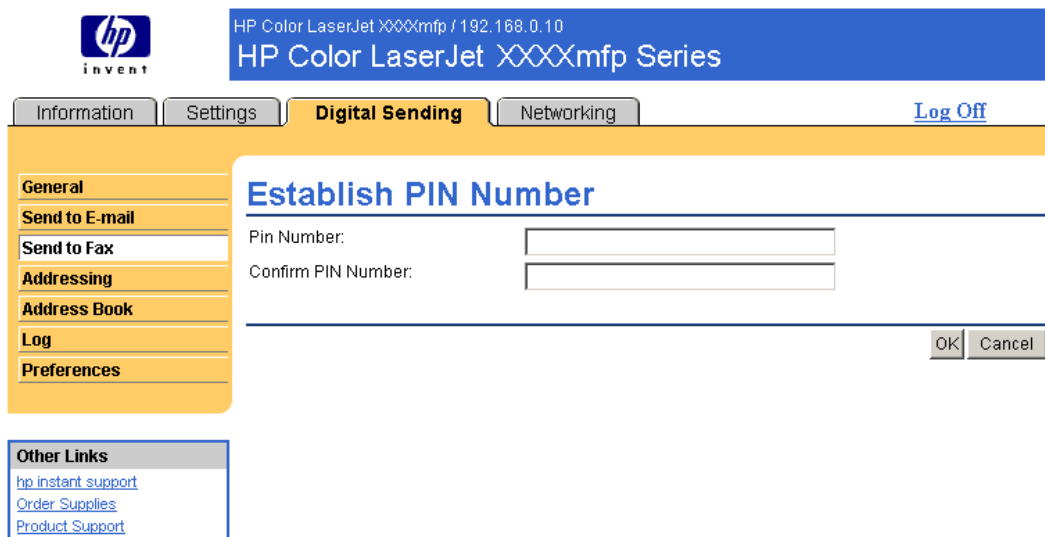 hp
invent
HP Color LaserJet XXXXmfp / 192.168.0.10
HP Color LaserJet XXXXmfp Series
Information Settings Digital Sending Networking Log Off
General
Send to E-mail
Send to Fax
Addressing
Address Book
Log
Preferences
Establish PIN Number
Pin Number:
Confirm PIN Number:
OK Cancel
Other Links
hp instant support
Order Supplies
Product Support